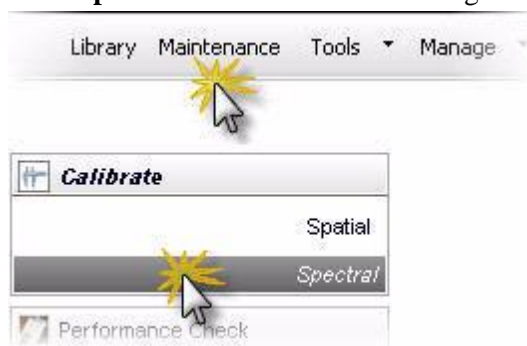 Library Maintenance Tools Manage
Calibrate
Spatial
Spectral
Performance Check